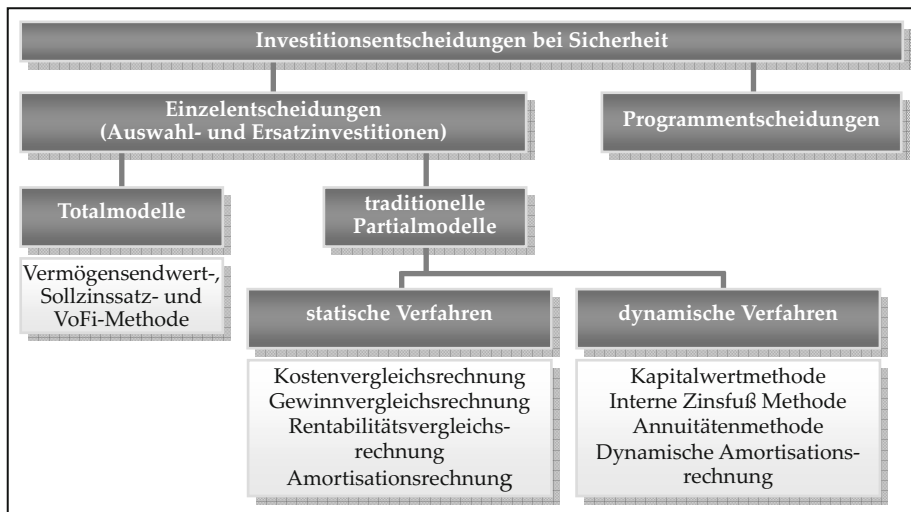 Investitionsentscheidungen bei Sicherheit
Einzelentscheidungen
(Auswahl- und Ersatzinvestitionen)
Programmentscheidungen
Totalmodelle
traditionelle
Partialmodelle
Vermögensendwert-,
Sollzinssatz- und
VoFi-Methode
statische Verfahren
dynamische Verfahren
Kostenvergleichsrechnung
Gewinnvergleichsrechnung
Rentabilitätsvergleichs-
rechnung
Amortisationsrechnung
Kapitalwertmethode
Interne Zinsfuß Methode
Annuitätenmethode
Dynamische Amortisations-
rechnung